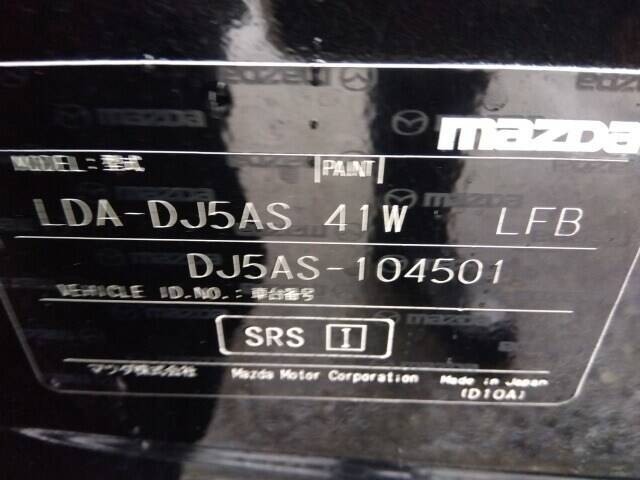 mazda
MODEL:型式 PAINT
LDA-DJ5AS 41W LFB
DJ5AS-104501
VEHICLE ID.NO.:車台番号
SRS I
マツダ株式会社 Mazda Motor Corporation Made in Japan
(D10A)